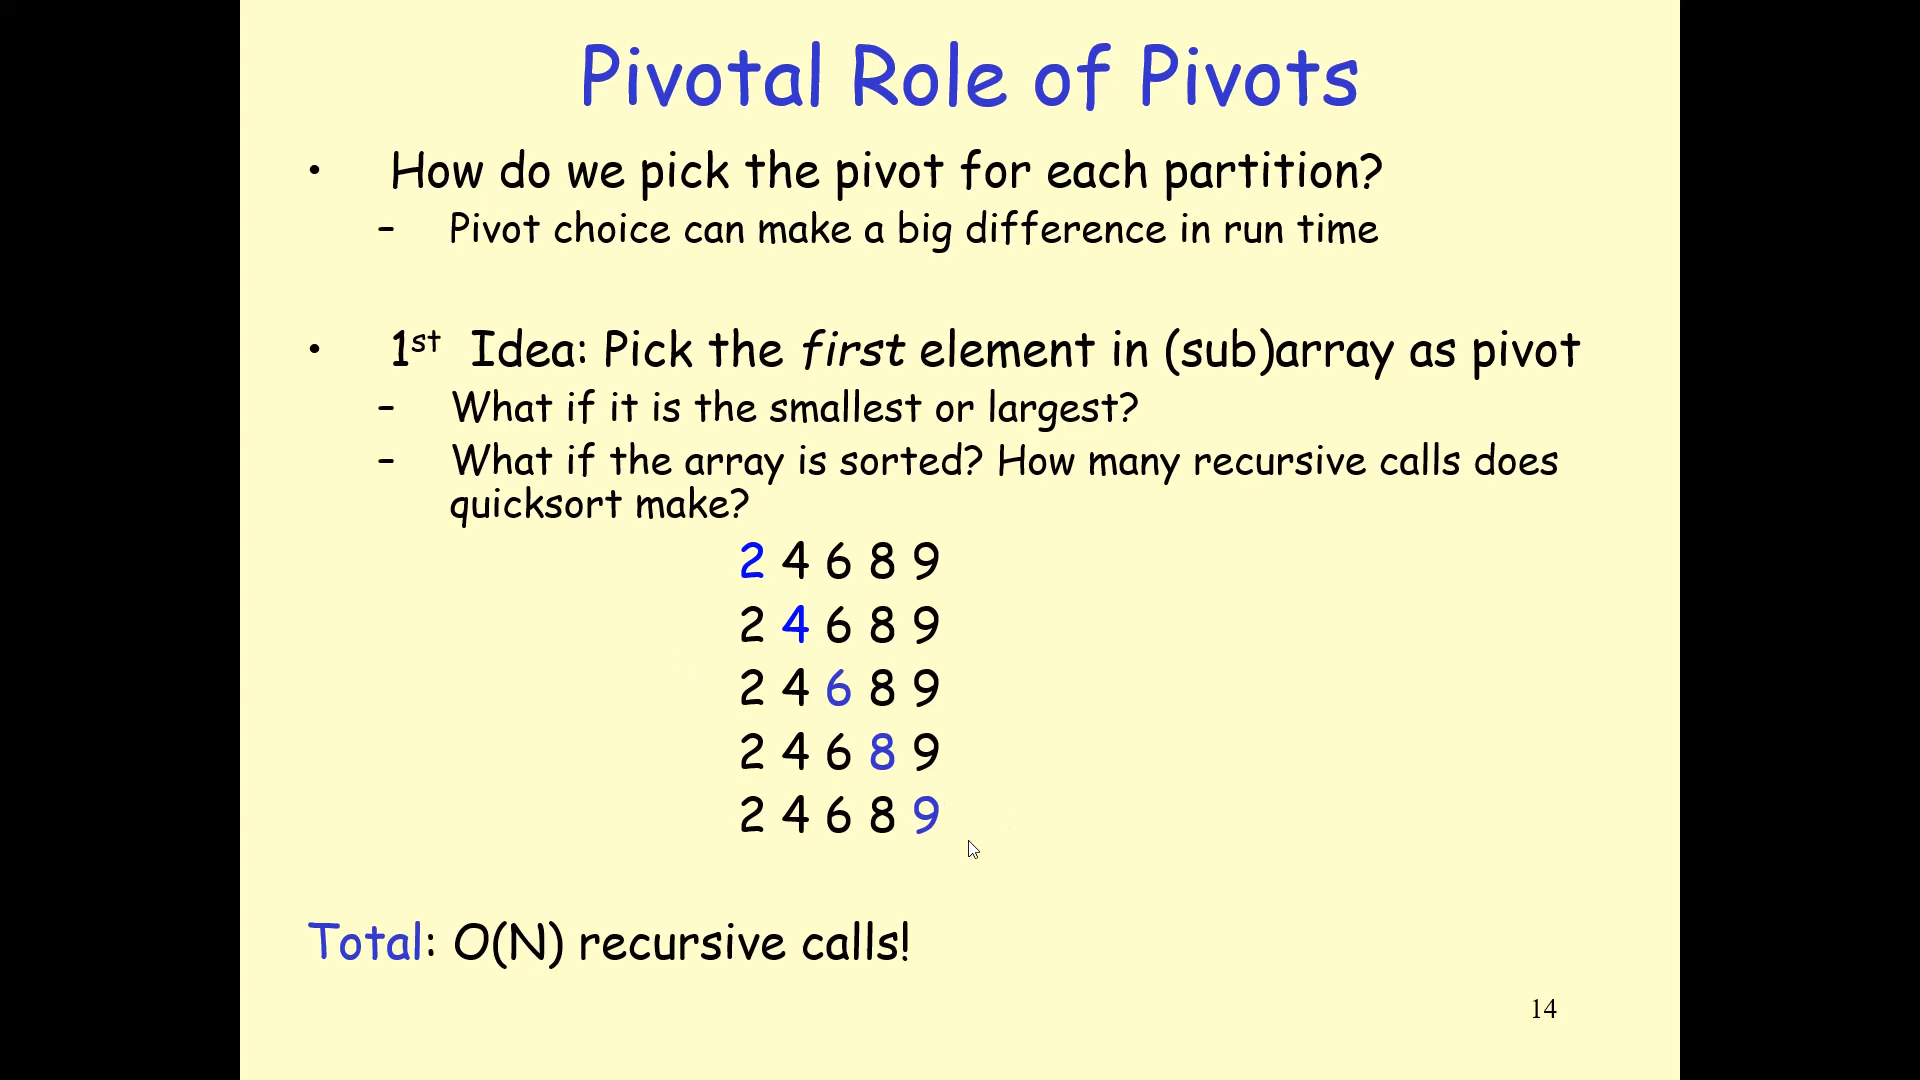 Pivotal Role of Pivots
• How do we pick the pivot for each partition?
– Pivot choice can make a big difference in run time
• 1st Idea: Pick the first element in (sub)array as pivot
– What if it is the smallest or largest?
– What if the array is sorted? How many recursive calls does
quicksort make?
2 4 6 8 9
2 4 6 8 9
2 4 6 8 9
2 4 6 8 9
2 4 6 8 9
Total: O(N) recursive calls!
14